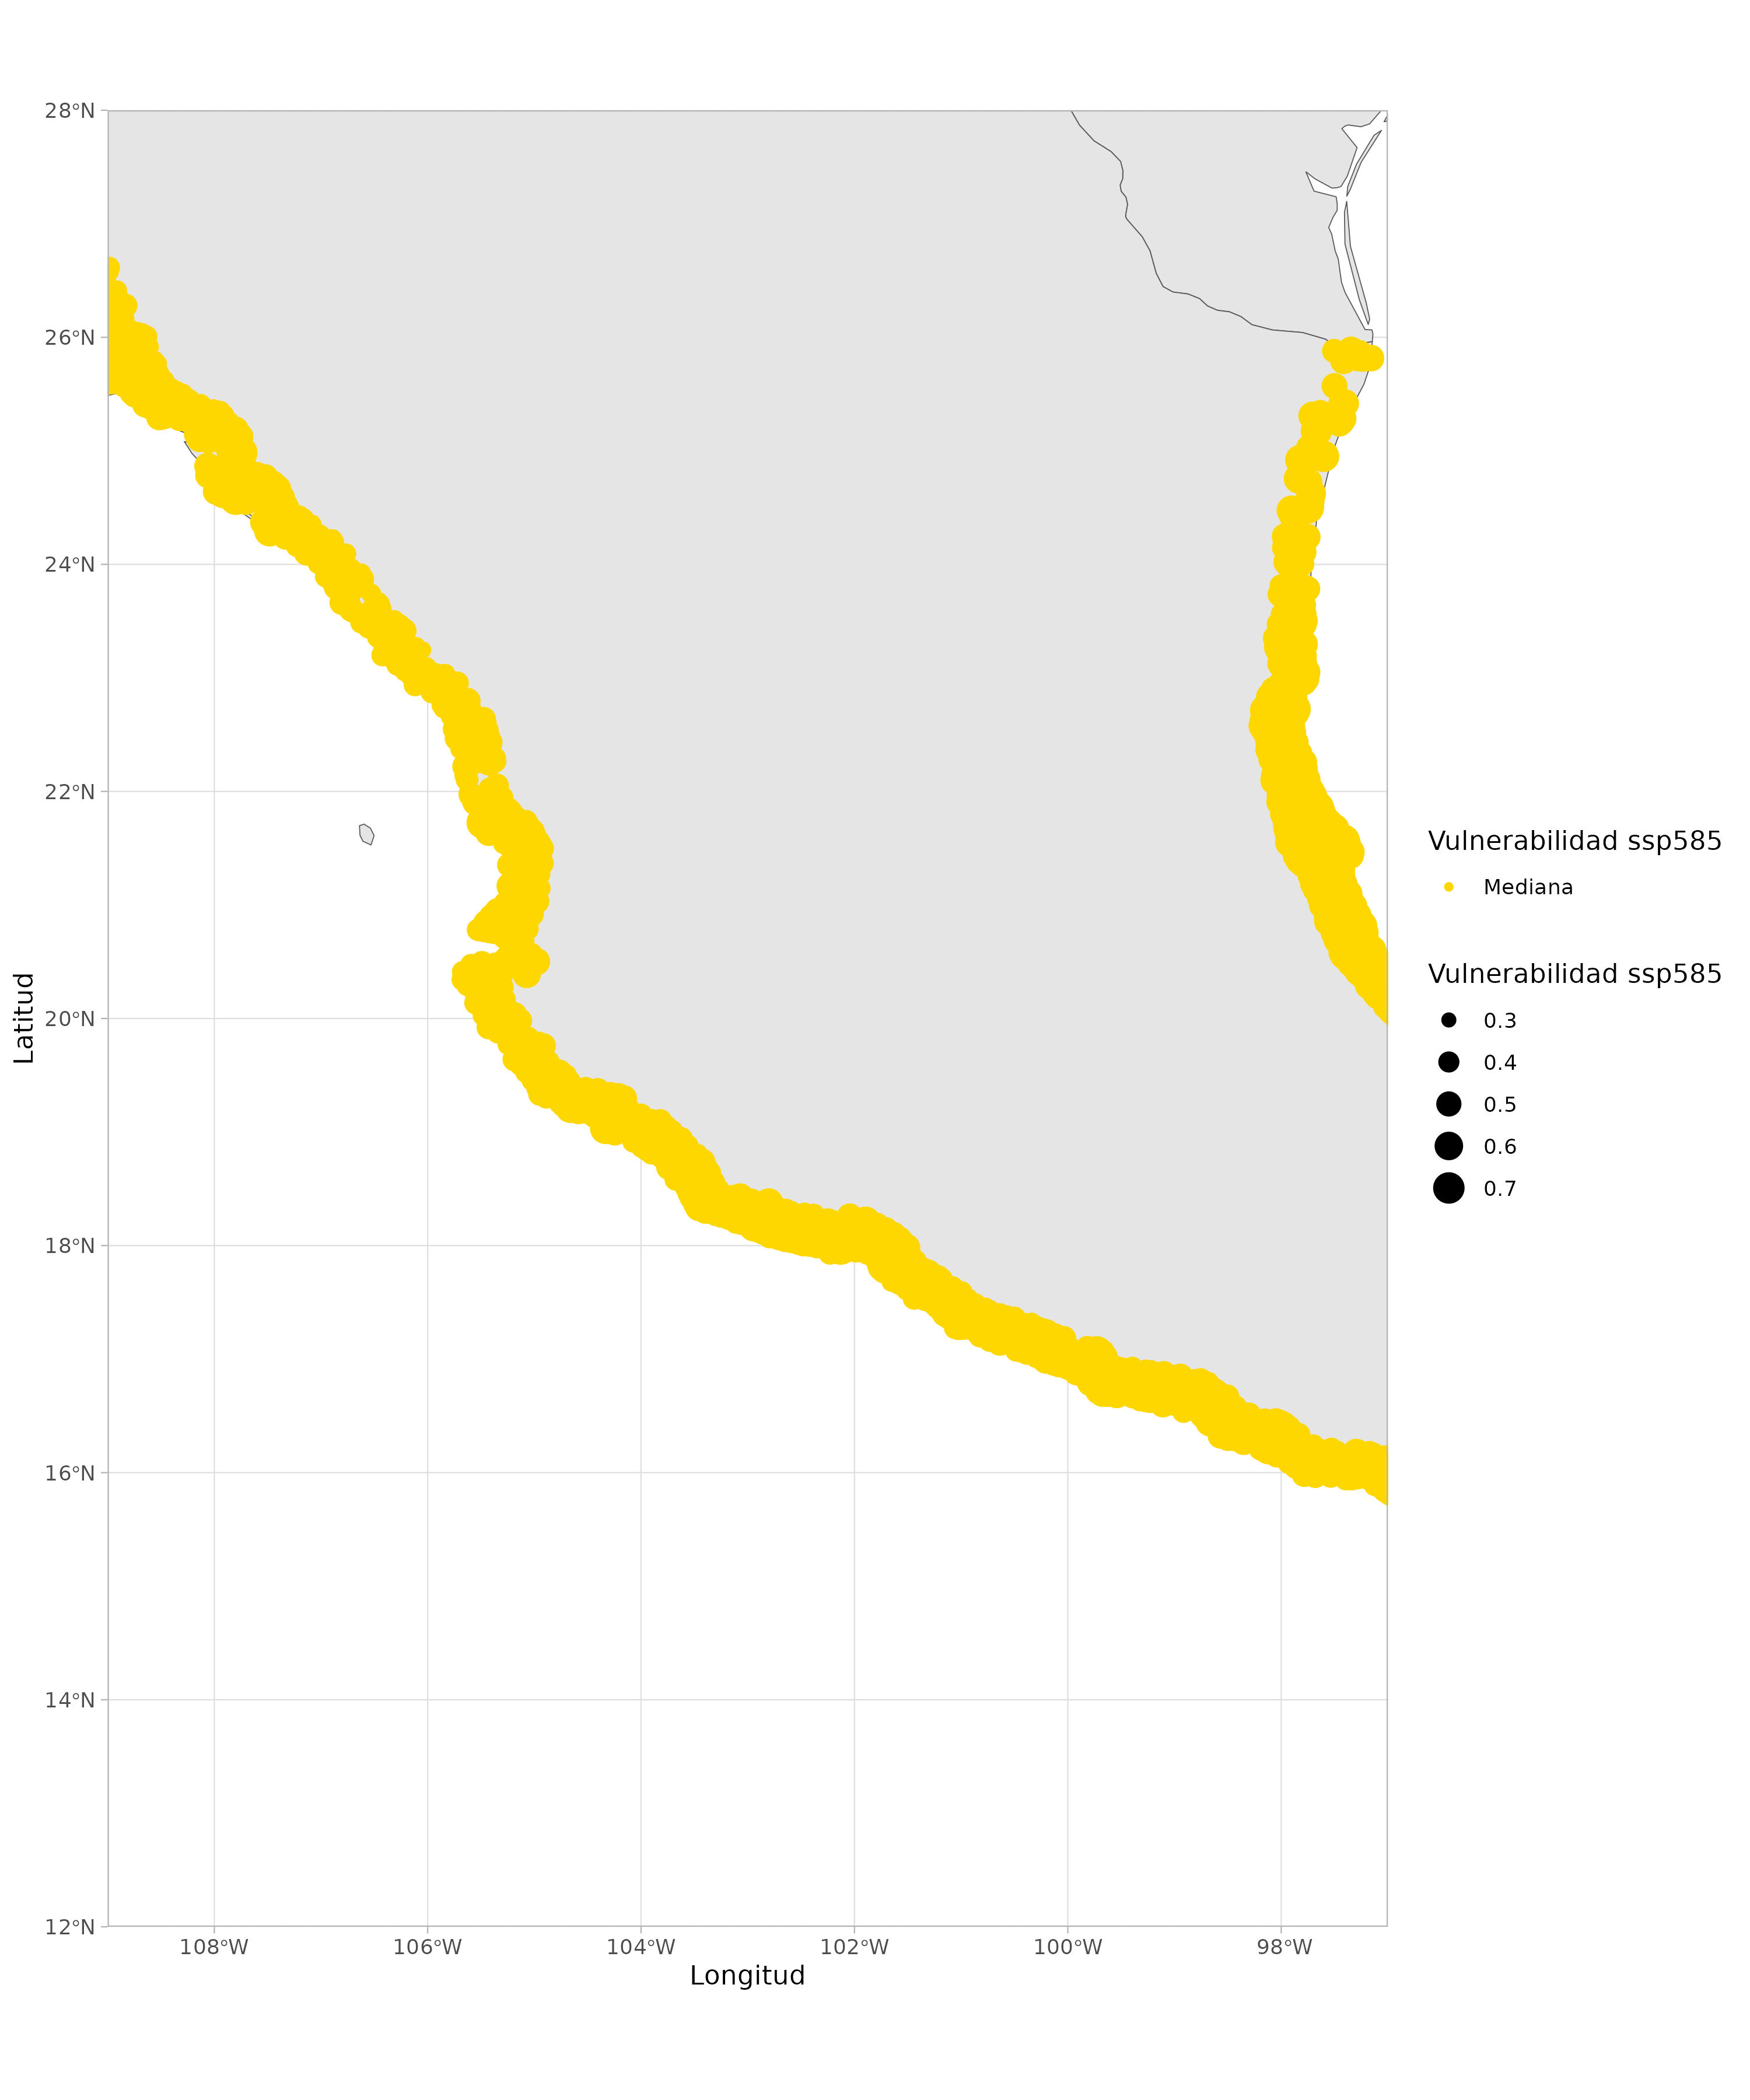 28°N
26°N
24°N
22°N
20°N
18°N
16°N
14°N
12°N
Latitud
108°W
106°W
104°W
102°W
100°W
98°W
Longitud
Vulnerabilidad ssp585
Mediana
Vulnerabilidad ssp585
0.3
0.4
0.5
0.6
0.7